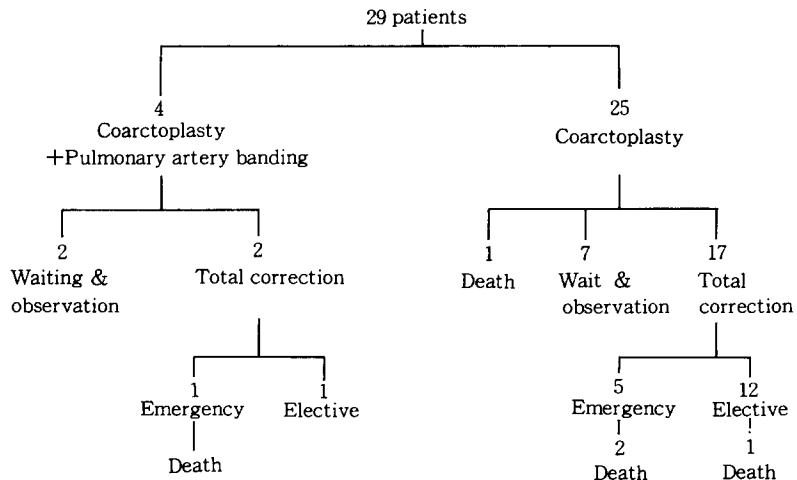 29 patients
4
Coarctoplasty
+Pulmonary artery banding
25
Coarctoplasty
2
Waiting &
observation
2
Total correction
1
Death
7
Wait &
observation
17
Total
correction
1
Emergency
1
Elective
Death
5
Emergency
12
Elective
2
Death
1
Death